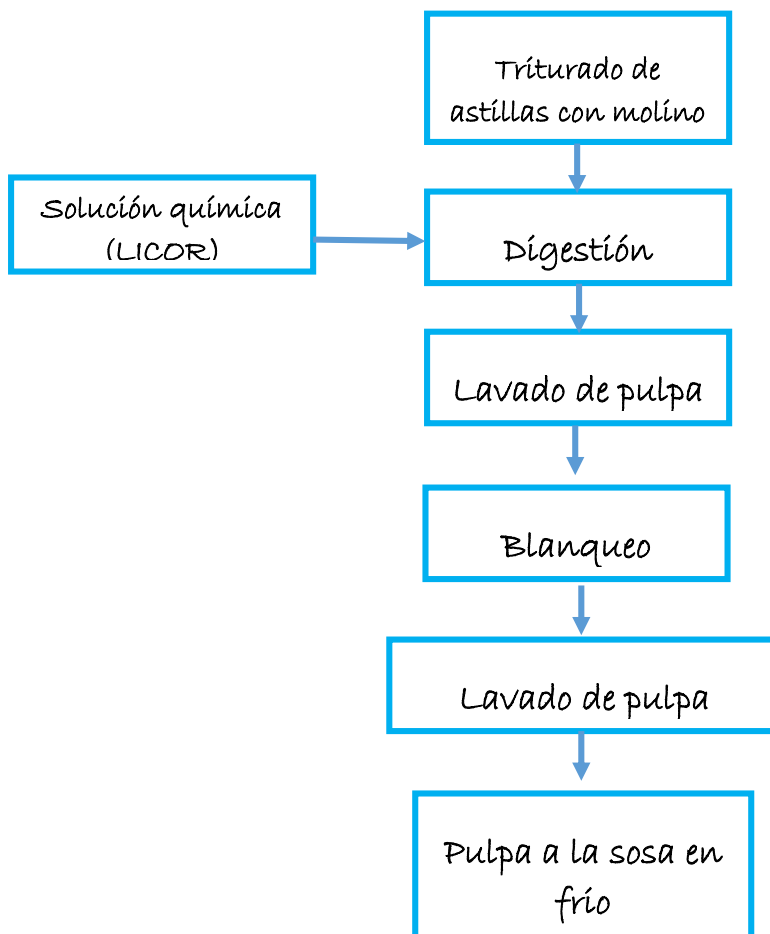 Triturado de
astillas con molino
Solución química
(LICOR)
Digestión
Lavado de pulpa
Blanqueo
Lavado de pulpa
Pulpa a la sosa en
frío